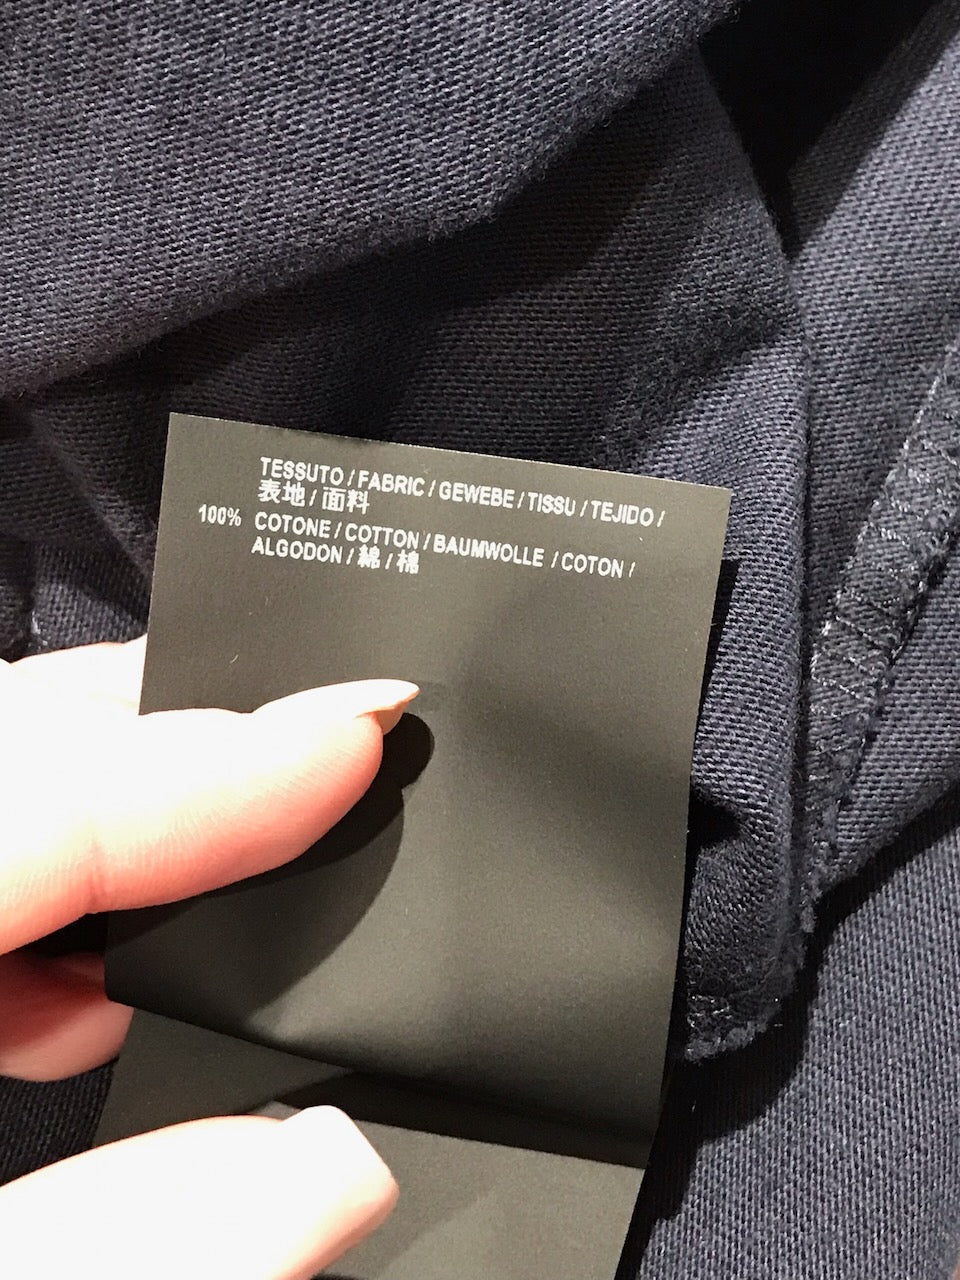 TESSUTO / FABRIC / GEWEBE / TISSU / TEJIDO /
表地 / 面料
100% COTONE / COTTON / BAUMWOLLE / COTON /
ALGODON / 綿 / 棉